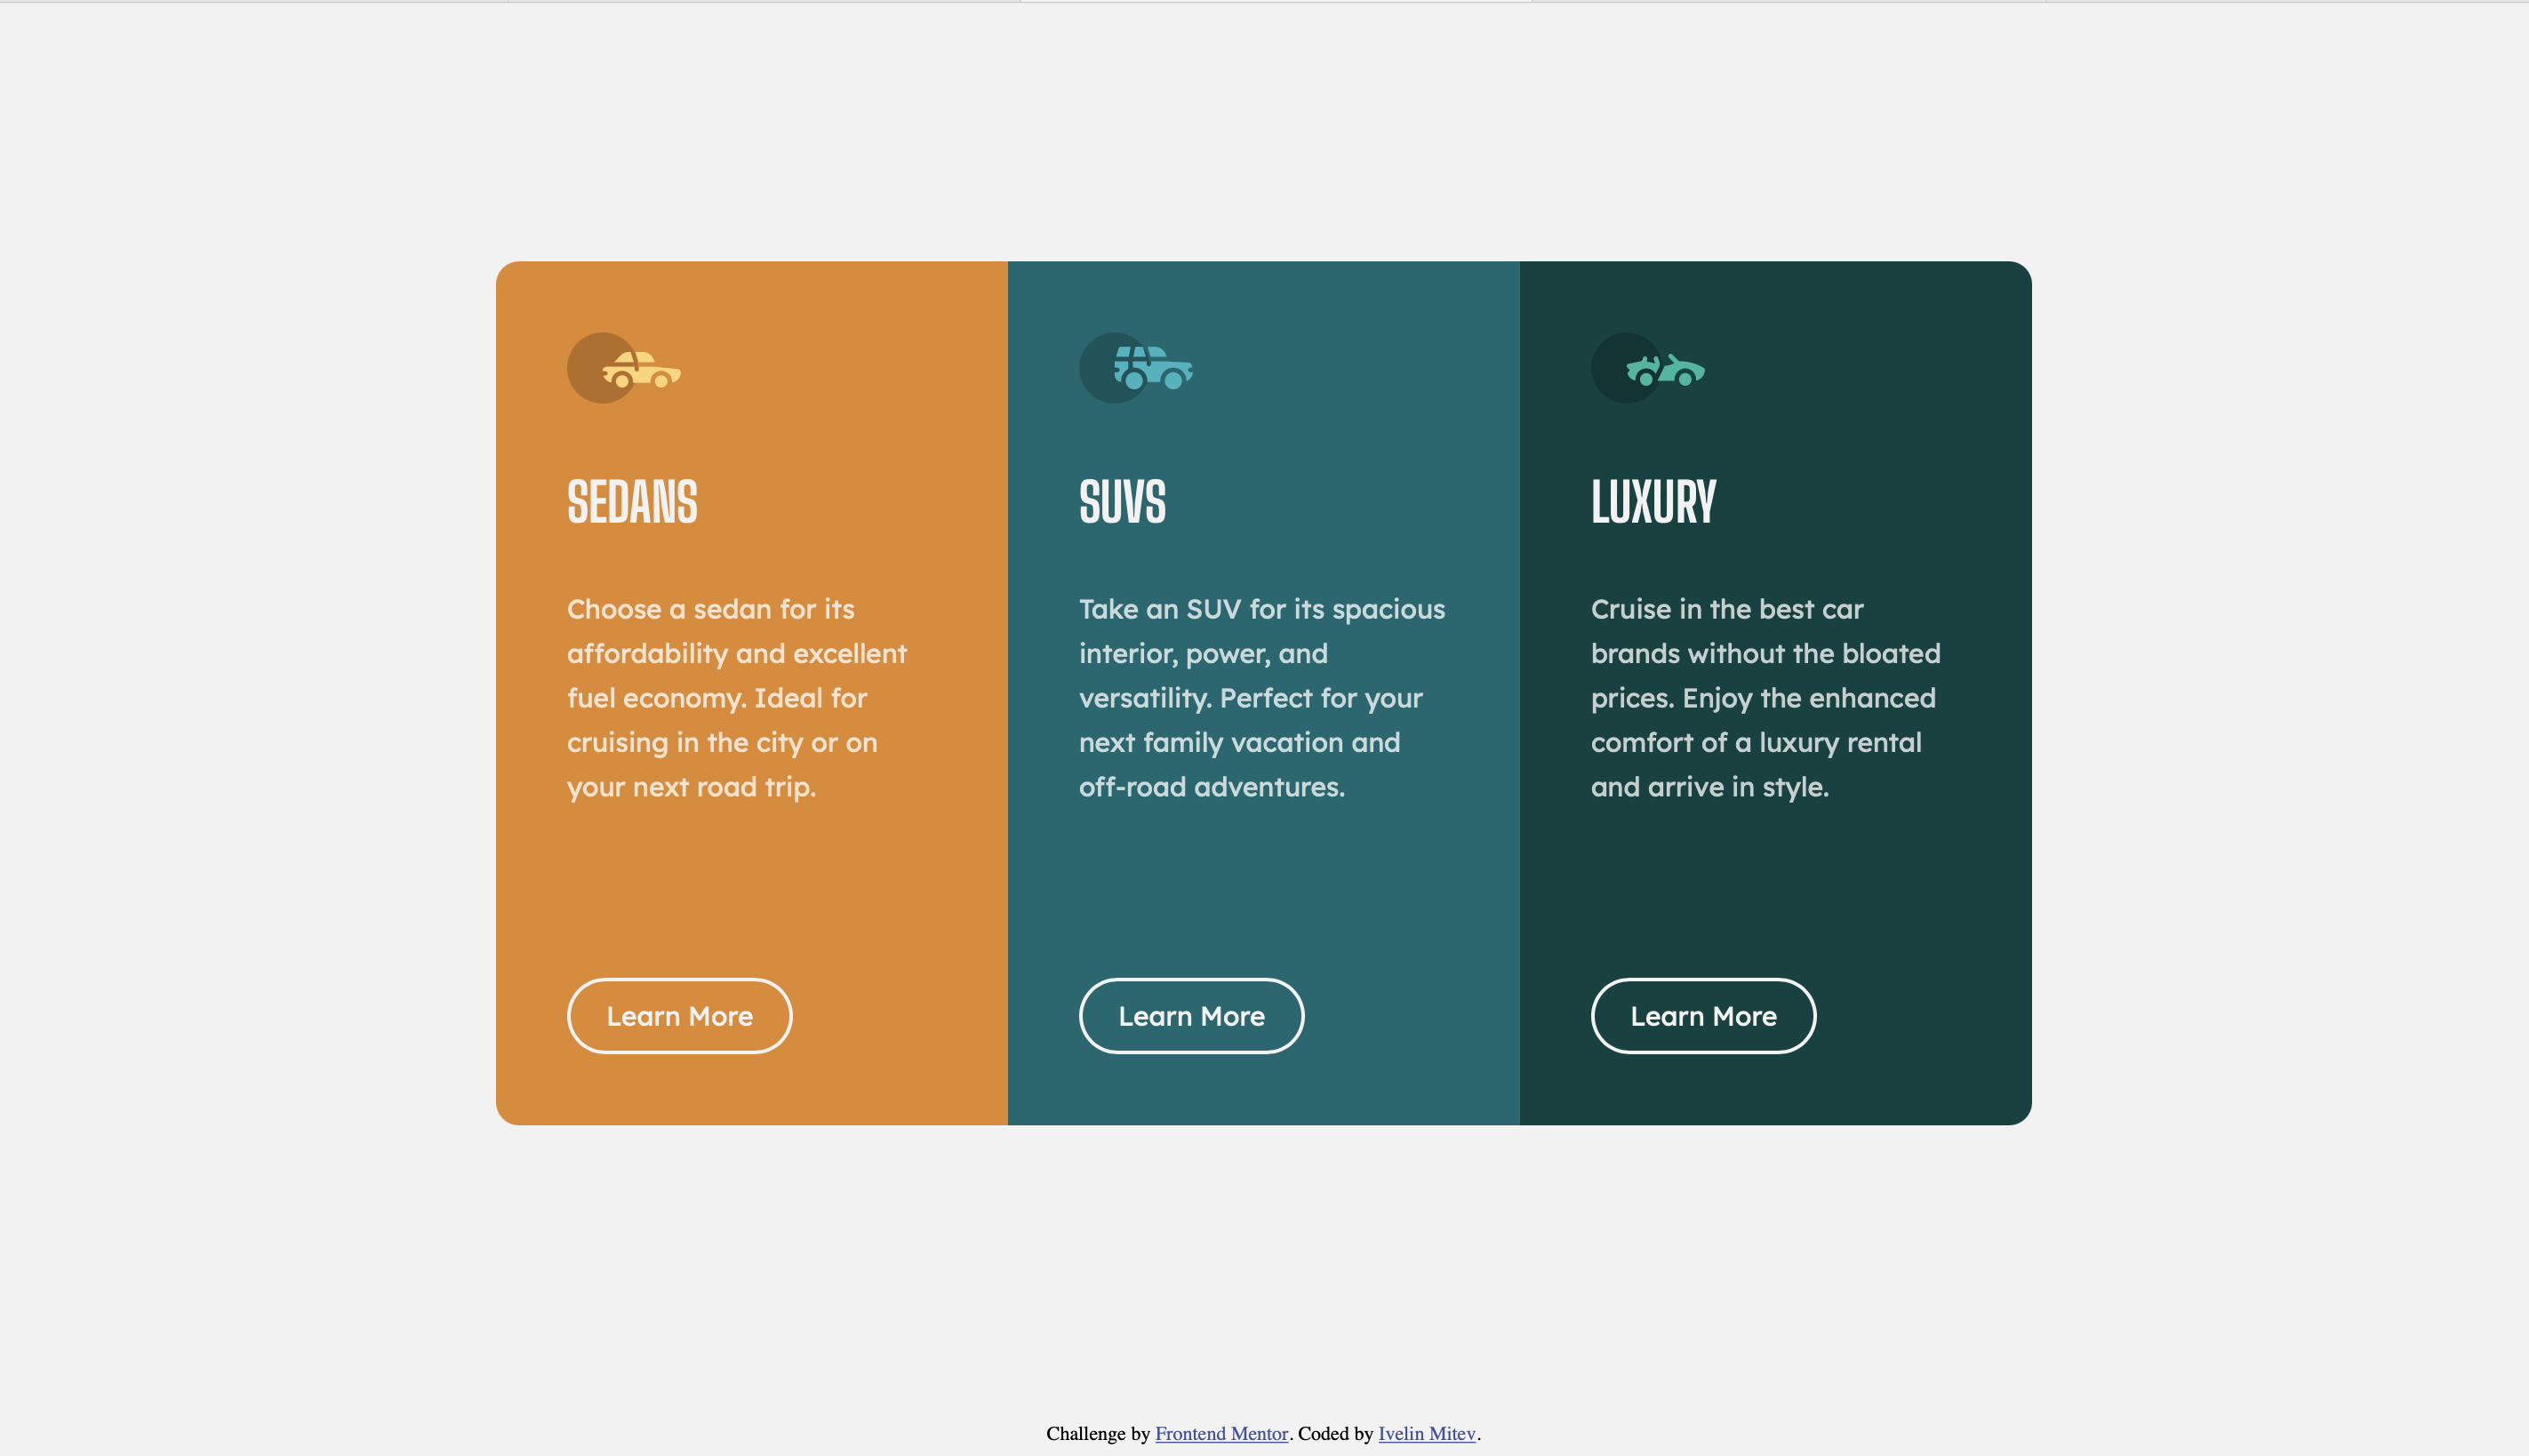 SEDANS
Choose a sedan for its
affordability and excellent
fuel economy. Ideal for
cruising in the city or on
your next road trip.
Learn More
SUVS
Take an SUV for its spacious
interior, power, and
versatility. Perfect for your
next family vacation and
off-road adventures.
Learn More
LUXURY
Cruise in the best car
brands without the bloated
prices. Enjoy the enhanced
comfort of a luxury rental
and arrive in style.
Learn More
Challenge by Frontend Mentor. Coded by Ivelin Mitev.